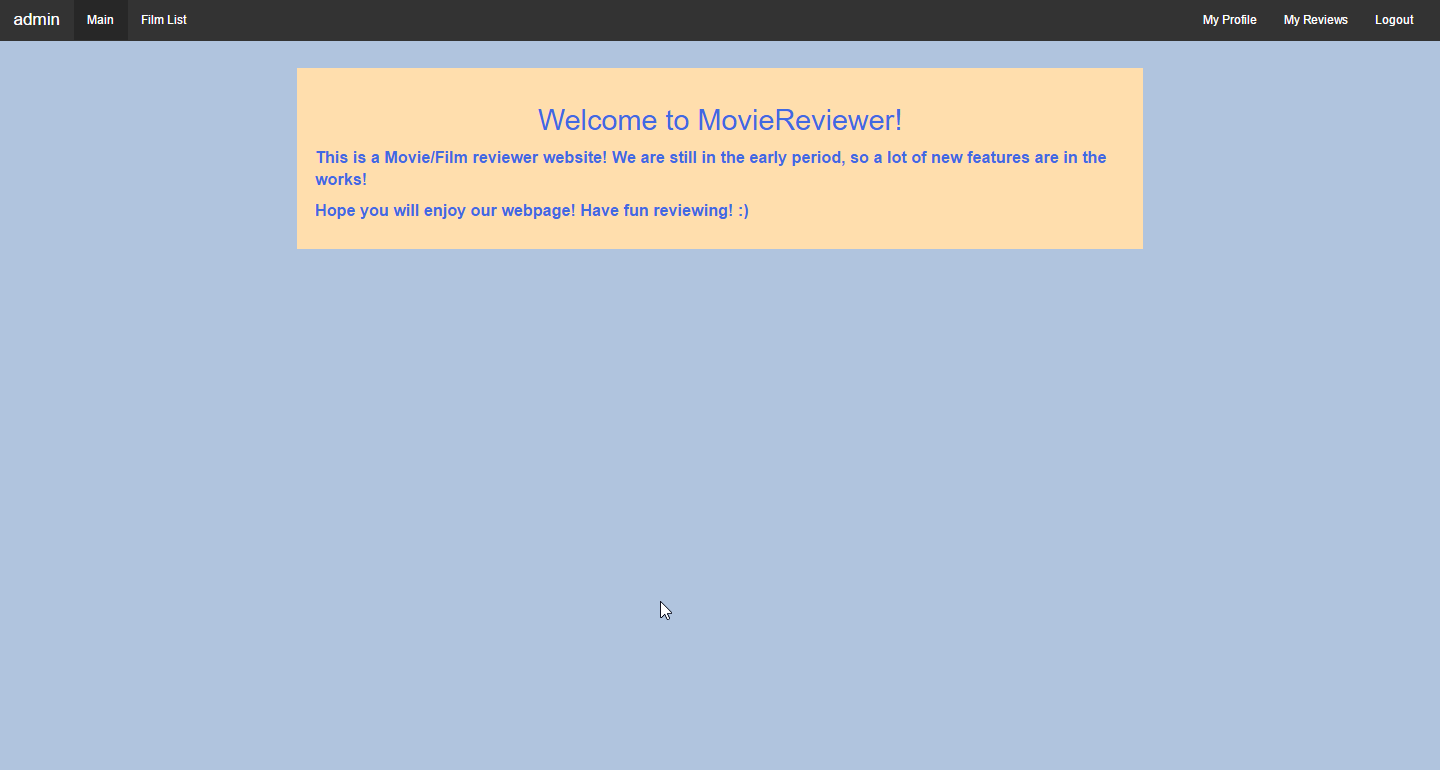 admin Main Film List My Profile My Reviews Logout
Welcome to MovieReviewer!
This is a Movie/Film reviewer website! We are still in the early period, so a lot of new features are in the
works!
Hope you will enjoy our webpage! Have fun reviewing! :)